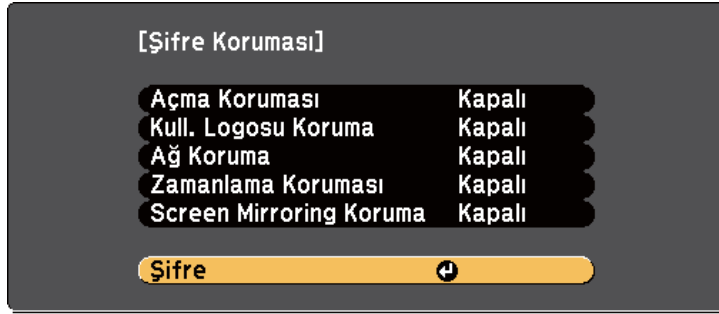 [Şifre Koruması]
Açma Koruması Kapalı
Kull. Logosu Koruma Kapalı
Ağ Koruma Kapalı
Zamanlama Koruması Kapalı
Screen Mirroring Koruma Kapalı
Şifre